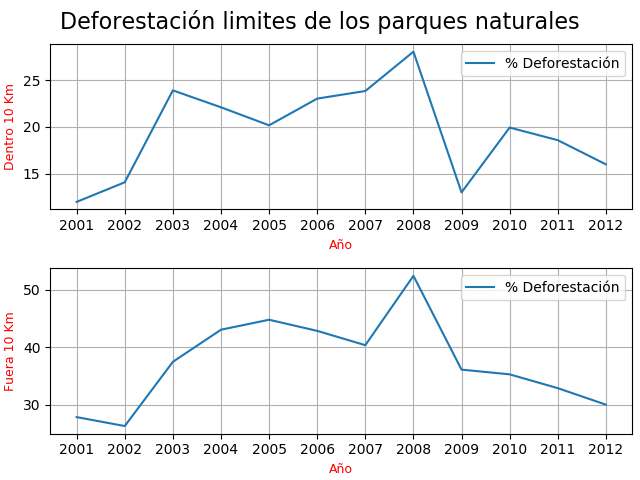 Deforestación limites de los parques naturales
% Deforestación
Dentro 10 Km
25
20
15
2001 2002 2003 2004 2005 2006 2007 2008 2009 2010 2011 2012
Año
% Deforestación
Fuera 10 Km
50
40
30
2001 2002 2003 2004 2005 2006 2007 2008 2009 2010 2011 2012
Año